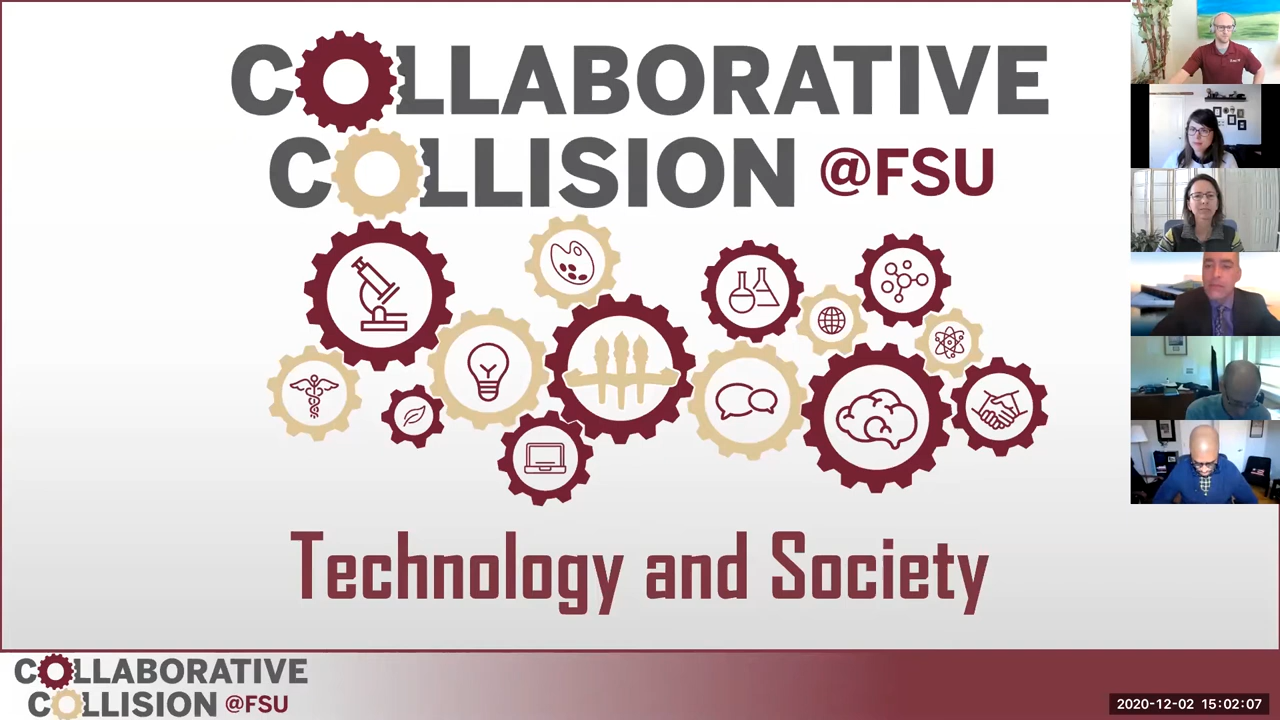 COLLABORATIVE
COLLISION @FSU
Technology and Society
COLLABORATIVE
COLLISION @FSU
2020-12-02 15:02:07